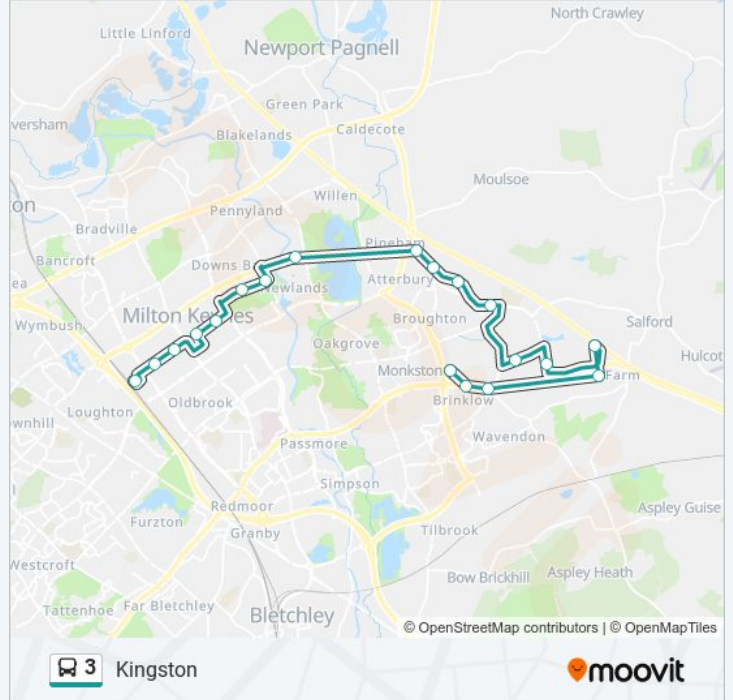 North Crawley
Little Linford
Newport Pagnell
Green Park
versham
Caldecote
Blakelands
Moulsoe
Willen
on
Pennyland
Bradville
Pineham
Bancroft
Downs B
Atterbury
ea
ewlands
Milton Keynes
Broughton
Salford
Wymbush
Oakgrove
Hulcot
Monkston
Farm
Oldbrook
Brinklow
Loughton
wnhill
Wavendon
Passmore
Simpson
Redmoor
Aspley Guise
Furzton
Granby
Tilbrook
Westcroft
Bow Brickhill
Aspley Heath
Tattenhoe
Far Bletchley
Bletchley
© OpenStreetMap contributors | © OpenMapTiles
3 Kingston
moovit